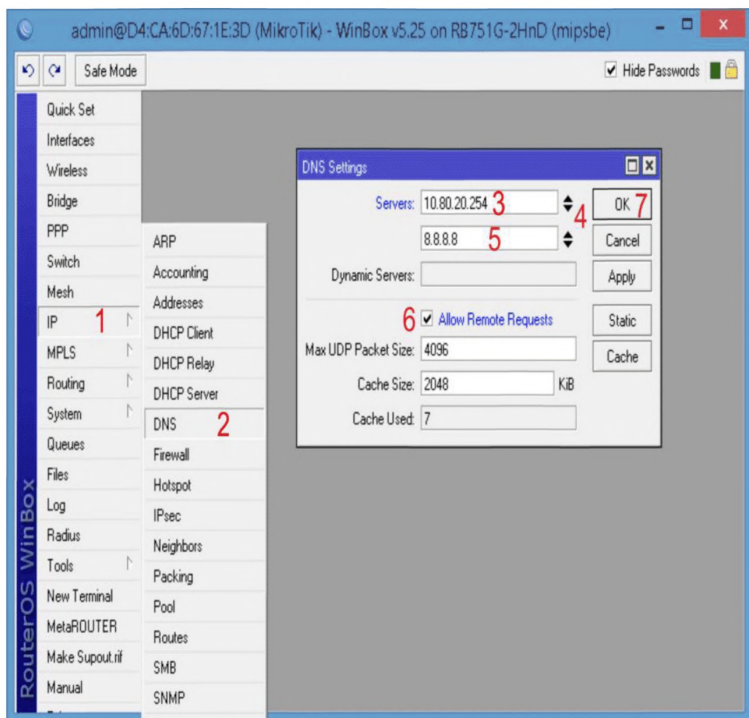 admin@D4:CA:6D:67:1E:3D (MikroTik) - WinBox v5.25 on RB751G-2HnD (mipsbe)
Safe Mode
Hide Passwords
RouterOS WinBox
Quick Set
Interfaces
Wireless
Bridge
PPP
Switch
Mesh
IP 1
MPLS
Routing
System
Queues
Files
Log
Radius
Tools
New Terminal
MetaROUTER
Make Supout.rif
Manual
ARP
Accounting
Addresses
DHCP Client
DHCP Relay
DHCP Server
DNS 2
Firewall
Hotspot
IPsec
Neighbors
Packing
Pool
Routes
SMB
SNMP
DNS Settings
Servers: 10.80.20.254 3 4
8.8.8.8 5
Dynamic Servers:
6 Allow Remote Requests
Max UDP Packet Size: 4096
Cache Size: 2048 KiB
Cache Used: 7
OK 7
Cancel
Apply
Static
Cache